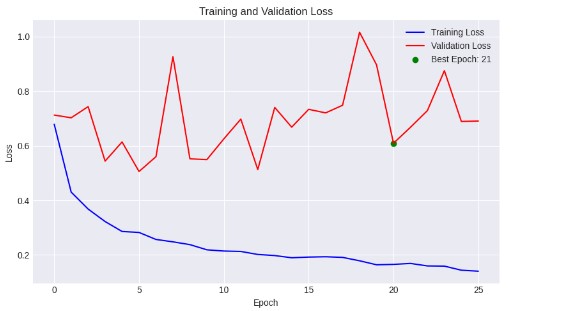 Training and Validation Loss
Training Loss
Validation Loss
Best Epoch: 21
1.0
0.8
0.6
0.4
0.2
Loss
0 5 10 15 20 25
Epoch